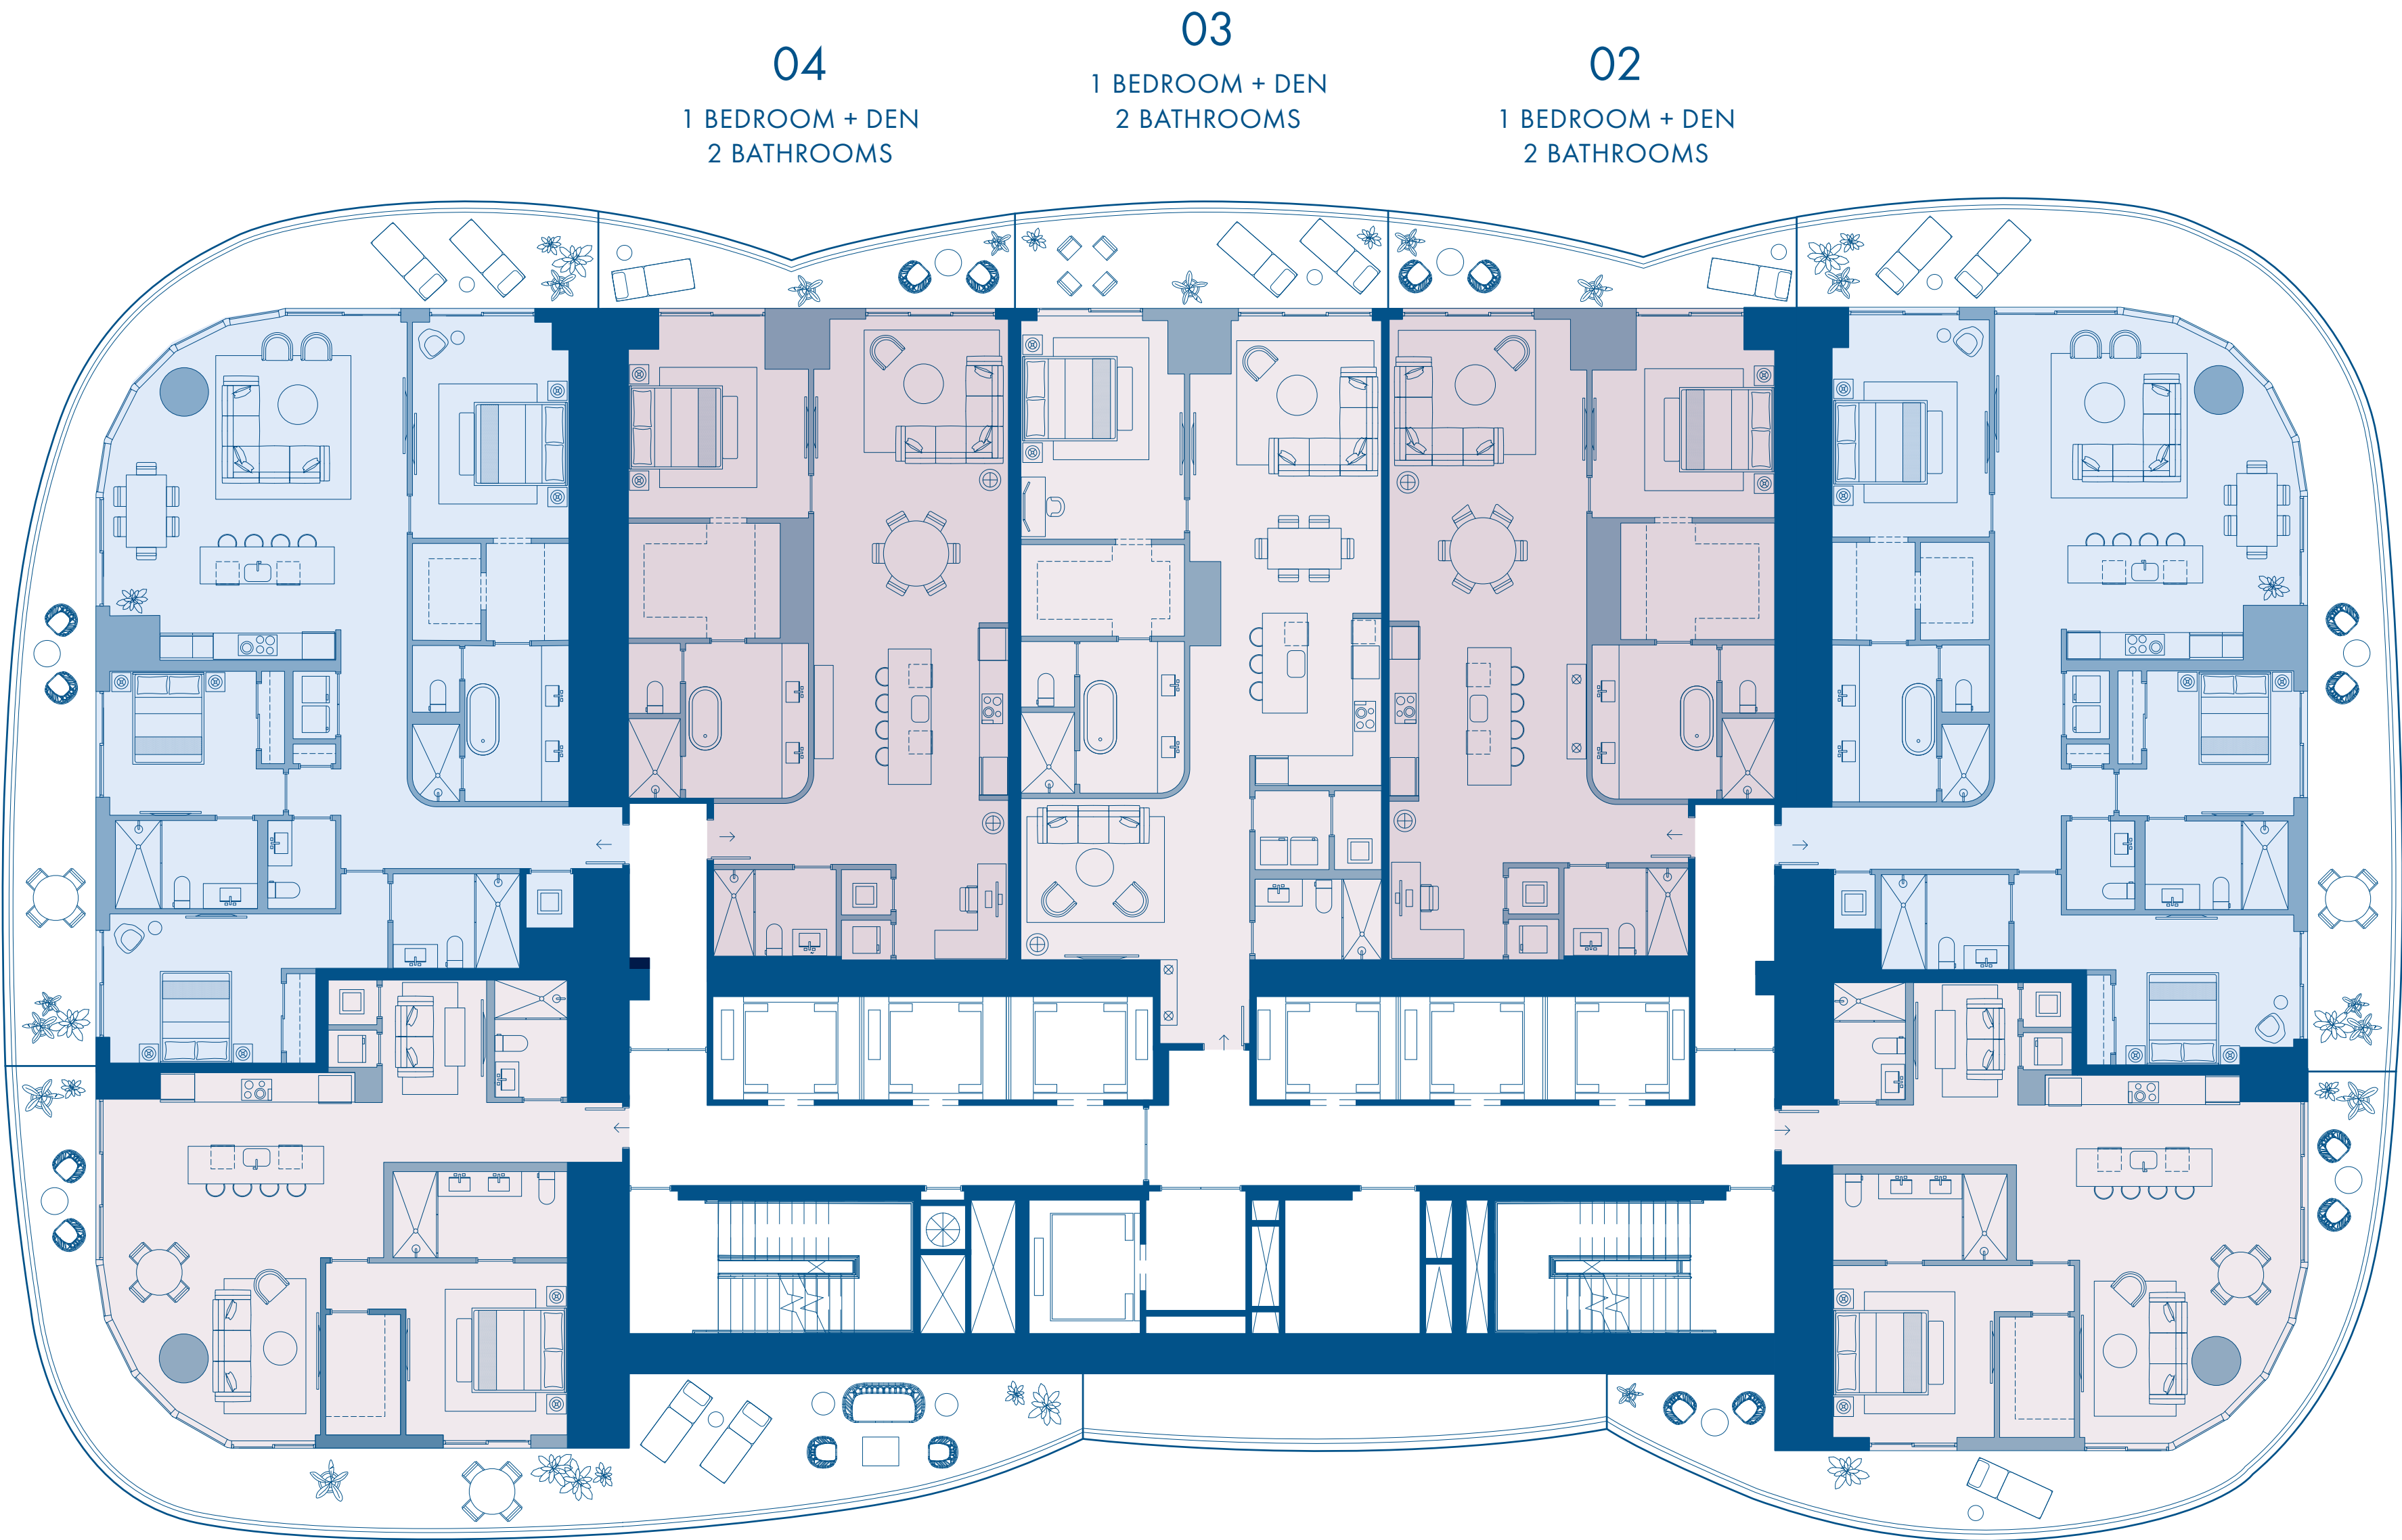 04
1 BEDROOM + DEN
2 BATHROOMS
03
1 BEDROOM + DEN
2 BATHROOMS
02
1 BEDROOM + DEN
2 BATHROOMS